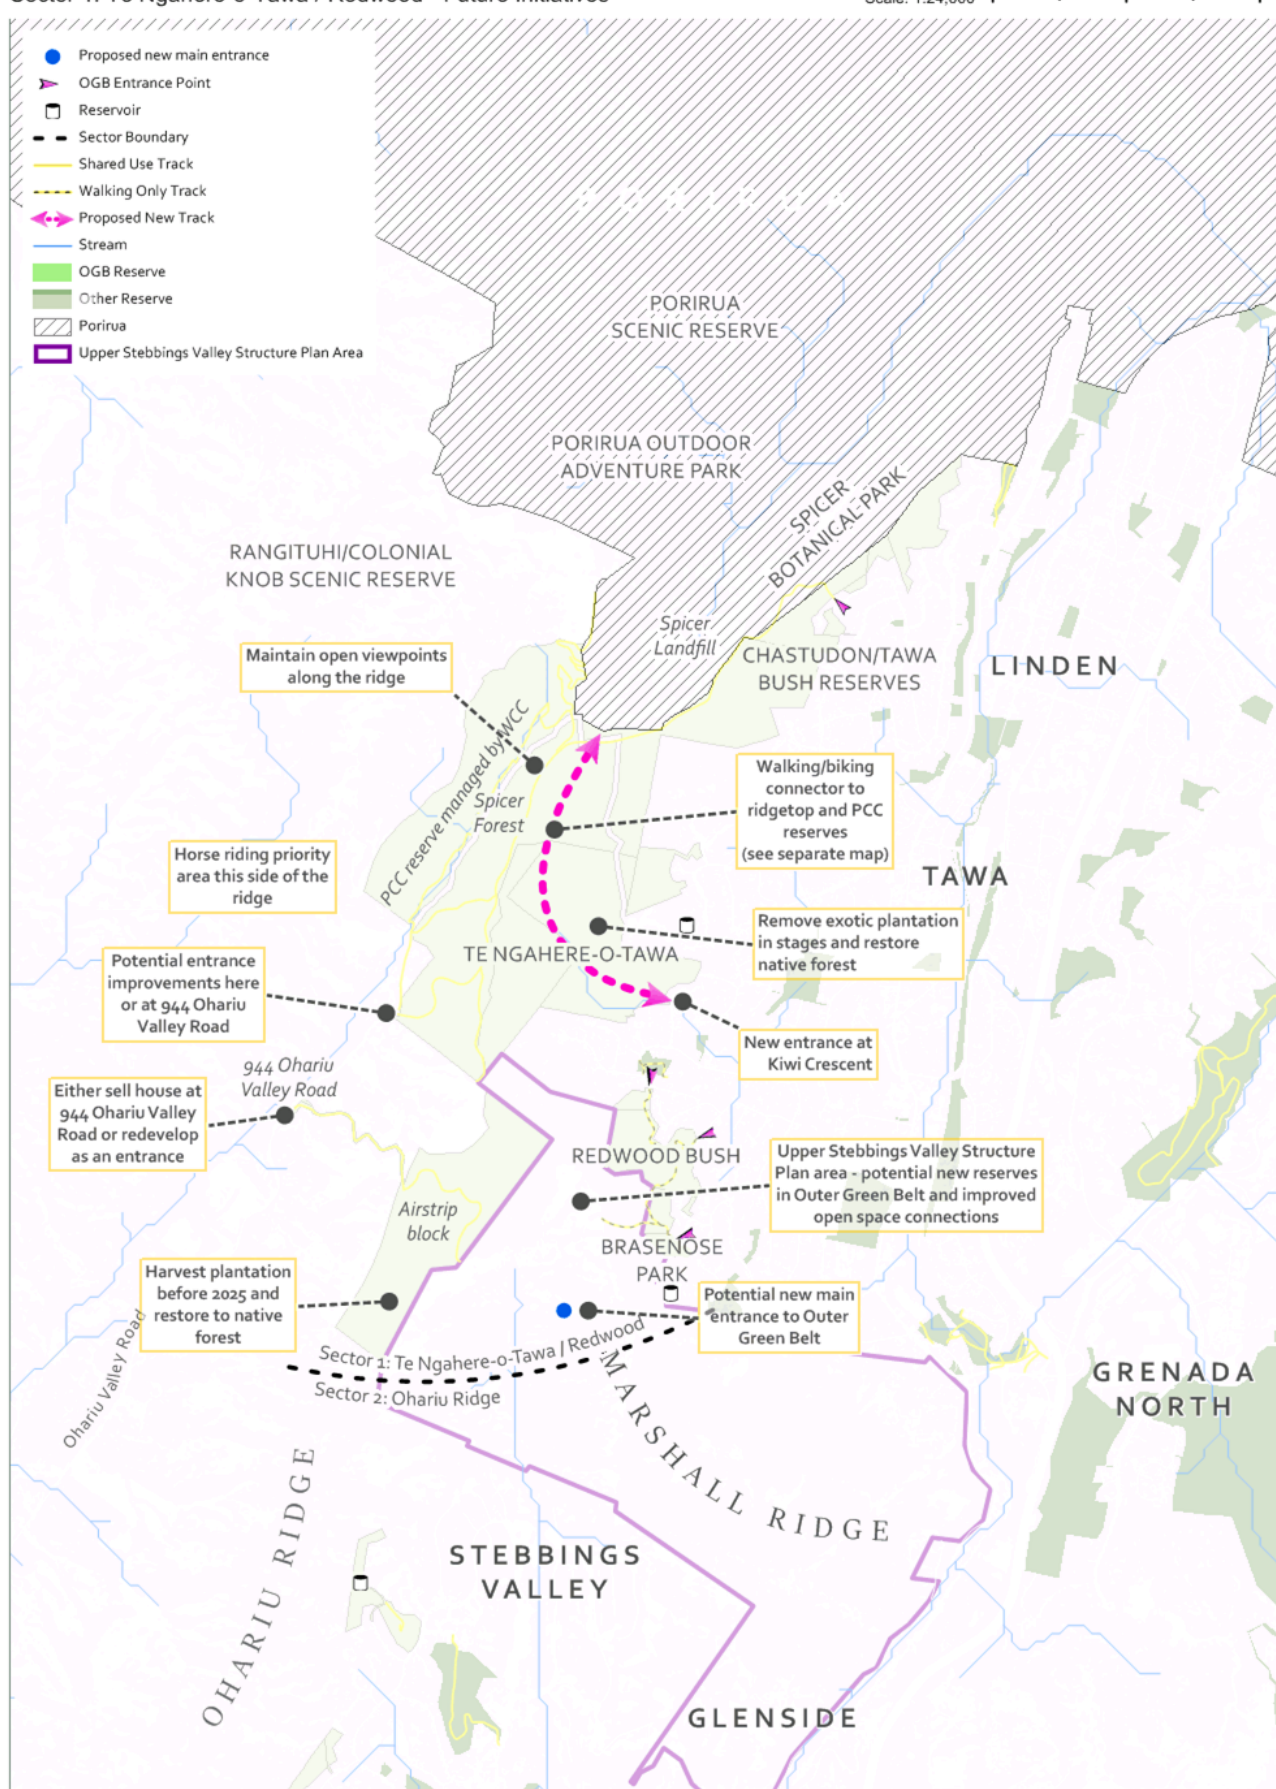 Proposed new main entrance
OGB Entrance Point
Reservoir
Sector Boundary
Shared Use Track
Walking Only Track
Proposed New Track
Stream
OGB Reserve
Other Reserve
Porirua
Upper Stebbings Valley Structure Plan Area
PORIRUA
PORIRUA
SCENIC RESERVE
PORIRUA OUTDOOR
ADVENTURE PARK
SPICER
BOTANICAL PARK
RANGITUHI/COLONIAL
KNOB SCENIC RESERVE
Spicer
Landfill
CHASTUDON/TAWA
BUSH RESERVES
LINDEN
Maintain open viewpoints
along the ridge
PCC reserve managed by WCC
Spicer
Forest
Walking/biking
connector to
ridgetop and PCC
reserves
(see separate map)
Horse riding priority
area this side of the
ridge
TAWA
Remove exotic plantation
in stages and restore
native forest
TE NGAHERE-O-TAWA
Potential entrance
improvements here
or at 944 Ohariu
Valley Road
New entrance at
Kiwi Crescent
944 Ohariu
Valley Road
Either sell house at
944 Ohariu Valley
Road or redevelop
as an entrance
REDWOOD BUSH
Upper Stebbings Valley Structure
Plan area - potential new reserves
in Outer Green Belt and improved
open space connections
Airstrip
block
BRASENOSE
PARK
Harvest plantation
before 2025 and
restore to native
forest
Potential new main
entrance to Outer
Green Belt
Ohariu Valley Road
Sector 1: Te Ngahere-o-Tawa / Redwood
Sector 2: Ohariu Ridge
GRENADA
NORTH
MARSHALL RIDGE
OHARIU RIDGE
STEBBINGS
VALLEY
GLENSIDE